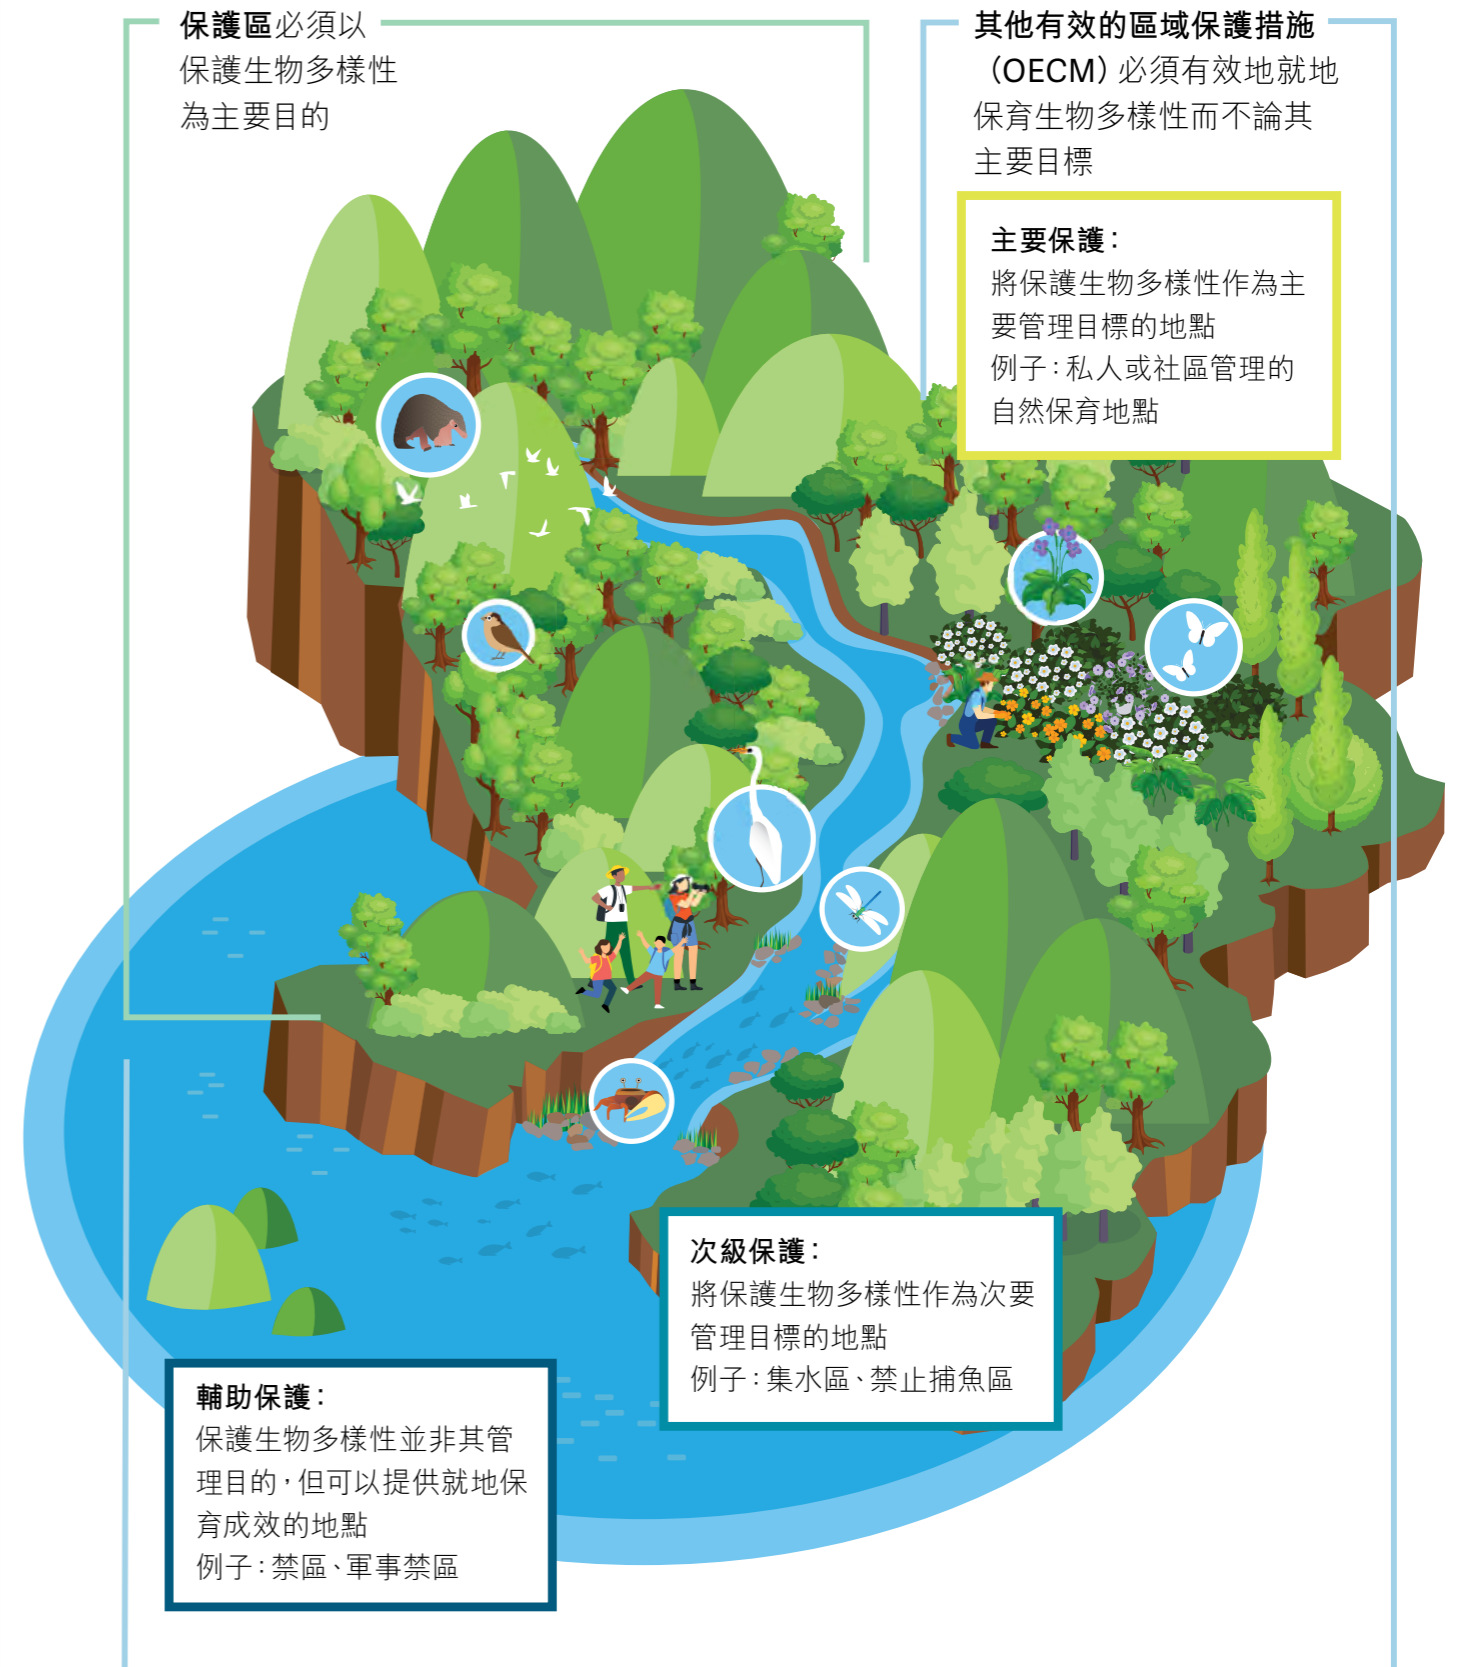 保護區必須以
保護生物多樣性
為主要目的
其他有效的區域保護措施
（OECM）必須有效地就地
保育生物多樣性而不論其
主要目標
主要保護：
將保護生物多樣性作為主
要管理目標的地點
例子：私人或社區管理的
自然保育地點
次級保護：
將保護生物多樣性作為次要
管理目標的地點
例子：集水區、禁止捕魚區
輔助保護：
保護生物多樣性並非其管
理目的，但可以提供就地保
育成效的地點
例子：禁區、軍事禁區